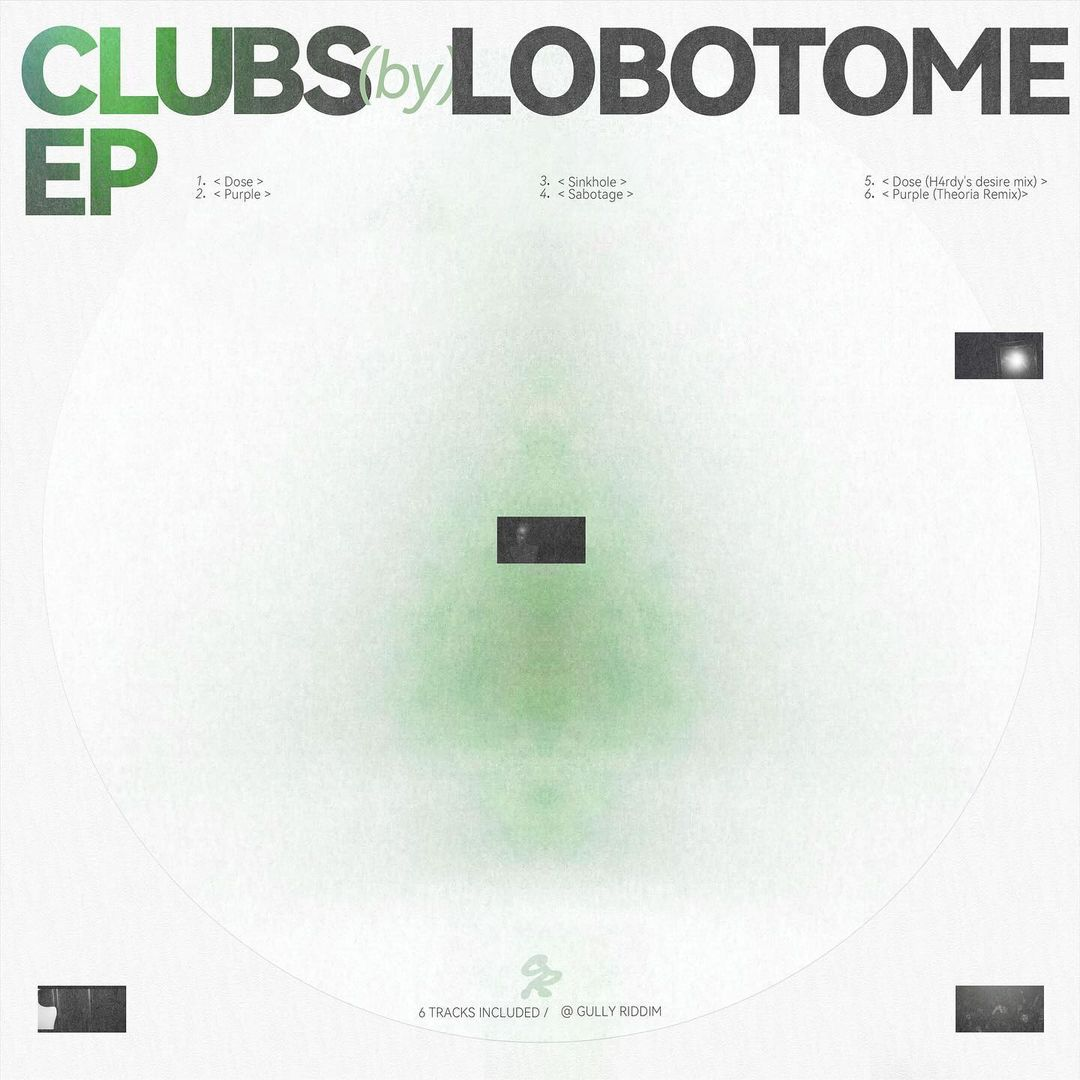 CLUBS (by) LOBOTOME
EP
1. < Dose >
2. < Purple >
3. < Sinkhole >
4. < Sabotage >
5. < Dose (H4rdy's desire mix) >
6. < Purple (Theoria Remix)>
6 TRACKS INCLUDED / @ GULLY RIDDIM